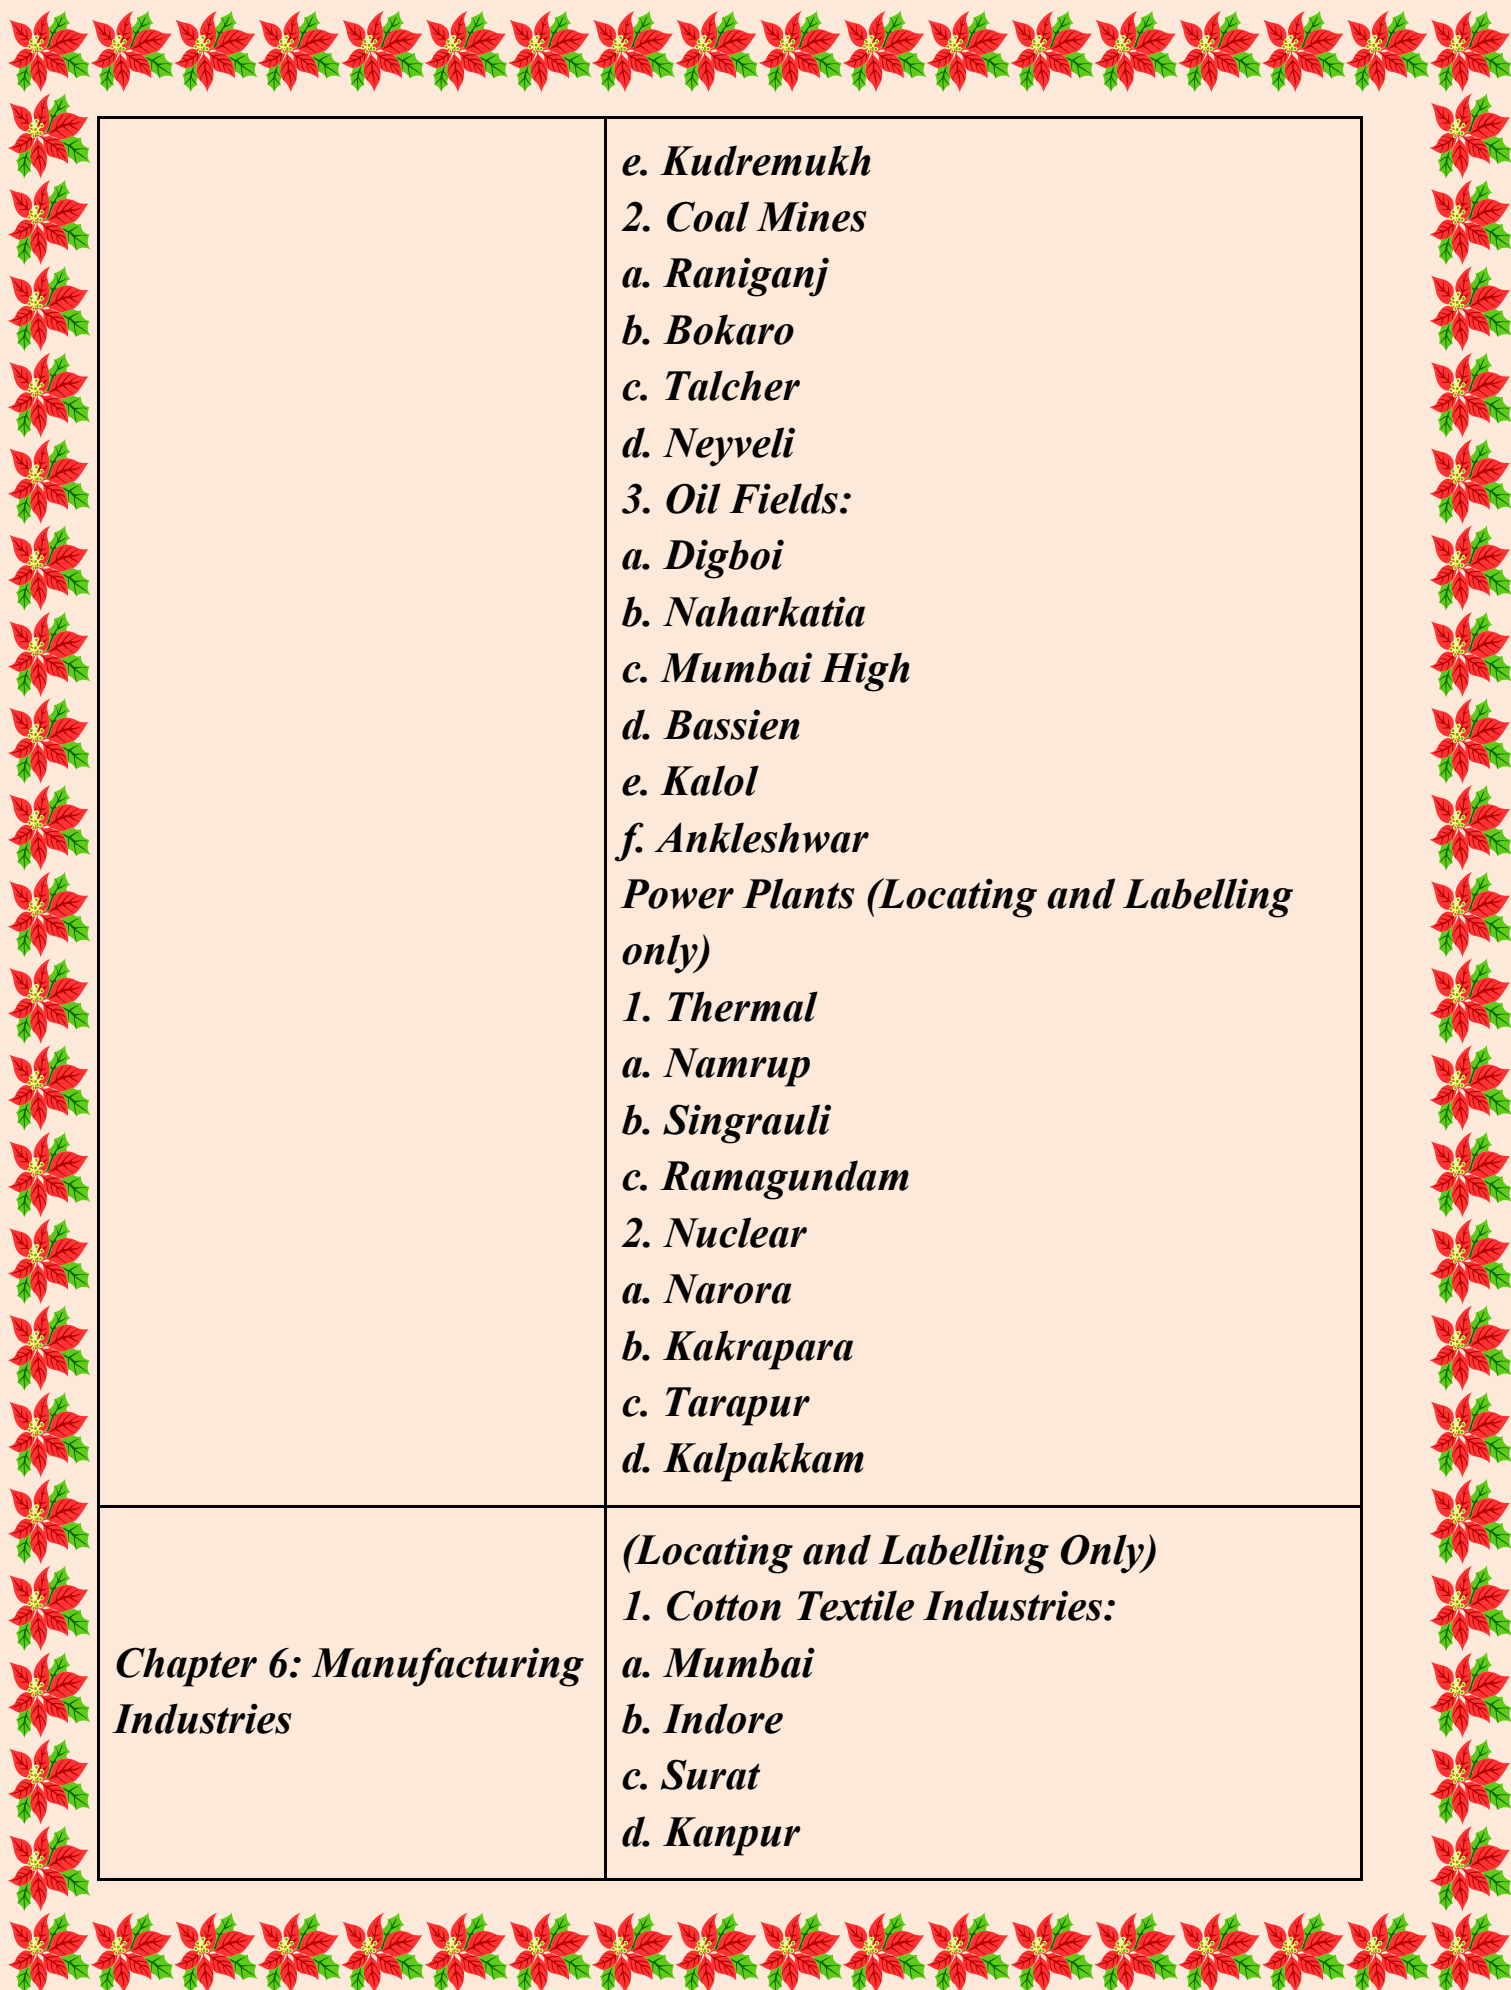 e. Kudremukh
2. Coal Mines
a. Raniganj
b. Bokaro
c. Talcher
d. Neyveli
3. Oil Fields:
a. Digboi
b. Naharkatia
c. Mumbai High
d. Bassien
e. Kalol
f. Ankleshwar
Power Plants (Locating and Labelling
only)
1. Thermal
a. Namrup
b. Singrauli
c. Ramagundam
2. Nuclear
a. Narora
b. Kakrapara
c. Tarapur
d. Kalpakkam
Chapter 6: Manufacturing
Industries
(Locating and Labelling Only)
1. Cotton Textile Industries:
a. Mumbai
b. Indore
c. Surat
d. Kanpur